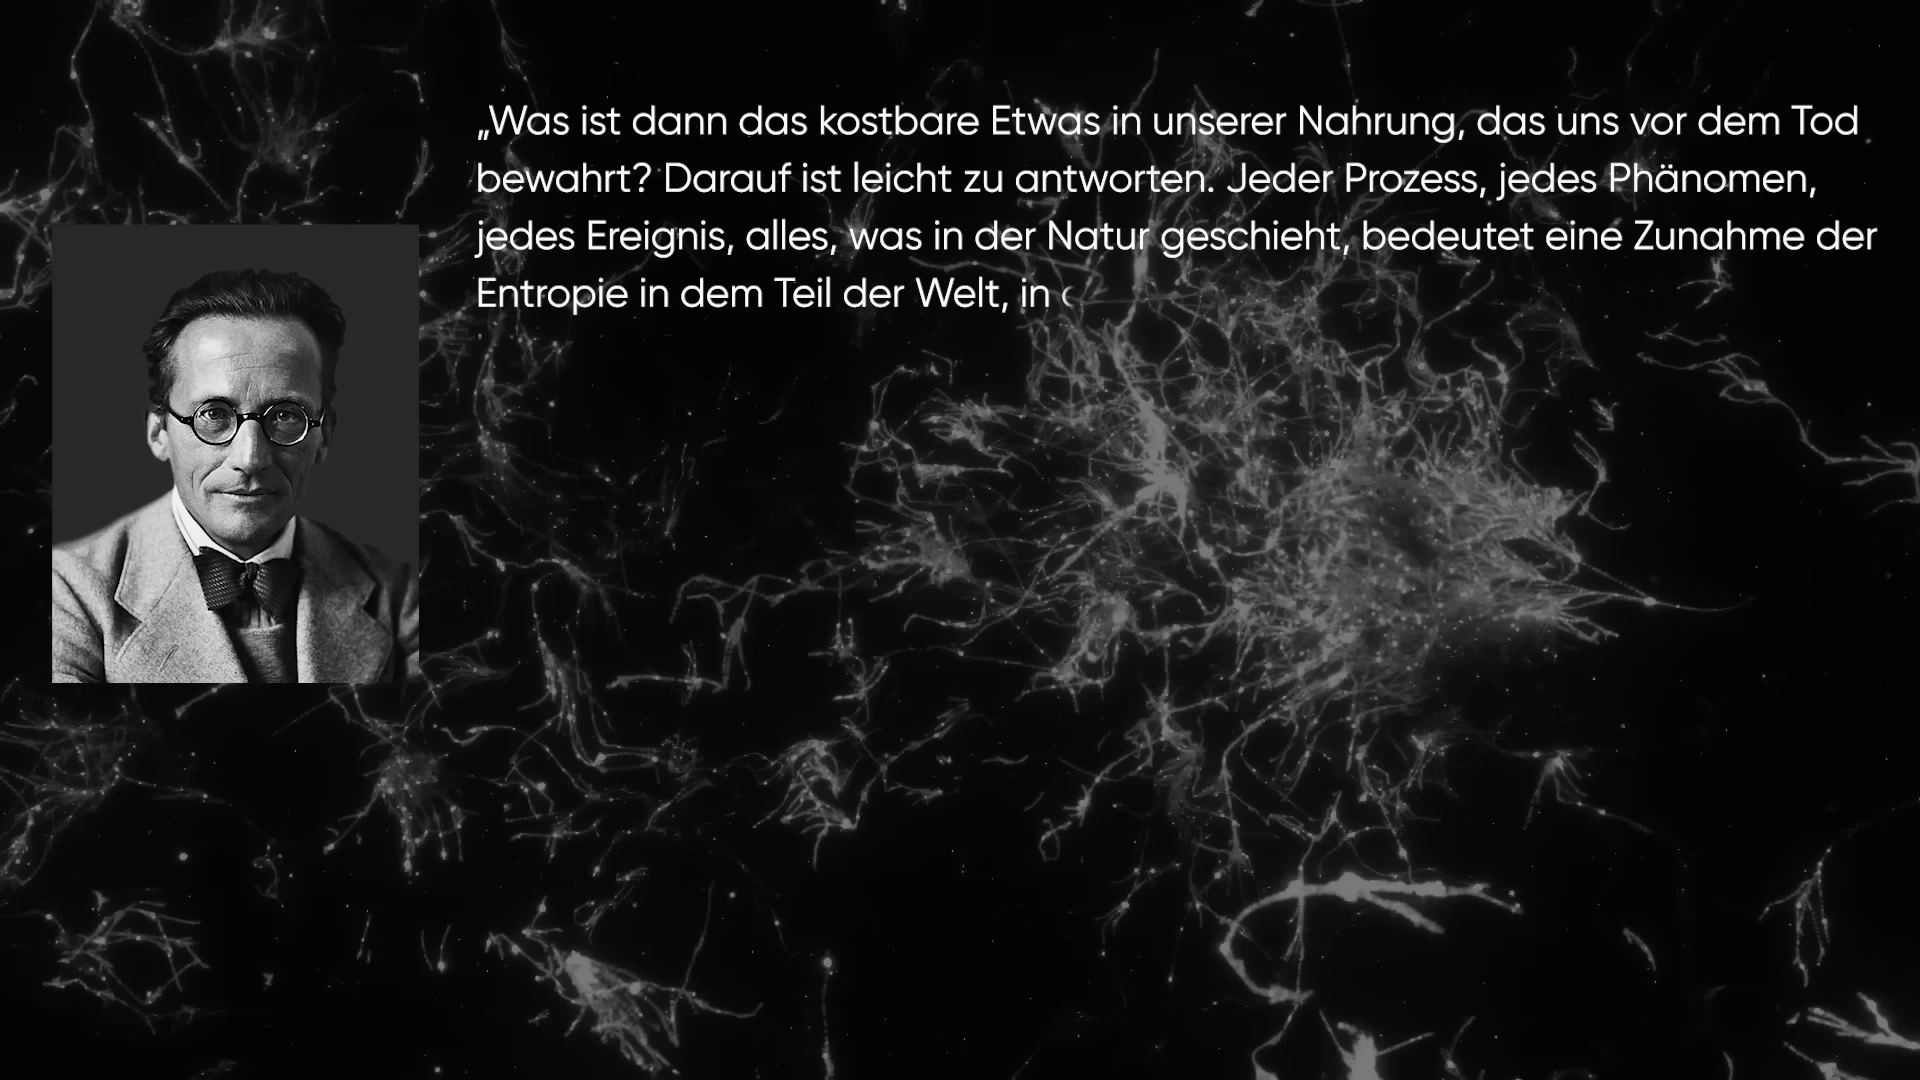 „Was ist dann das kostbare Etwas in unserer Nahrung, das uns vor dem Tod
bewahrt? Darauf ist leicht zu antworten. Jeder Prozess, jedes Phänomen,
jedes Ereignis, alles, was in der Natur geschieht, bedeutet eine Zunahme der
Entropie in dem Teil der Welt, in